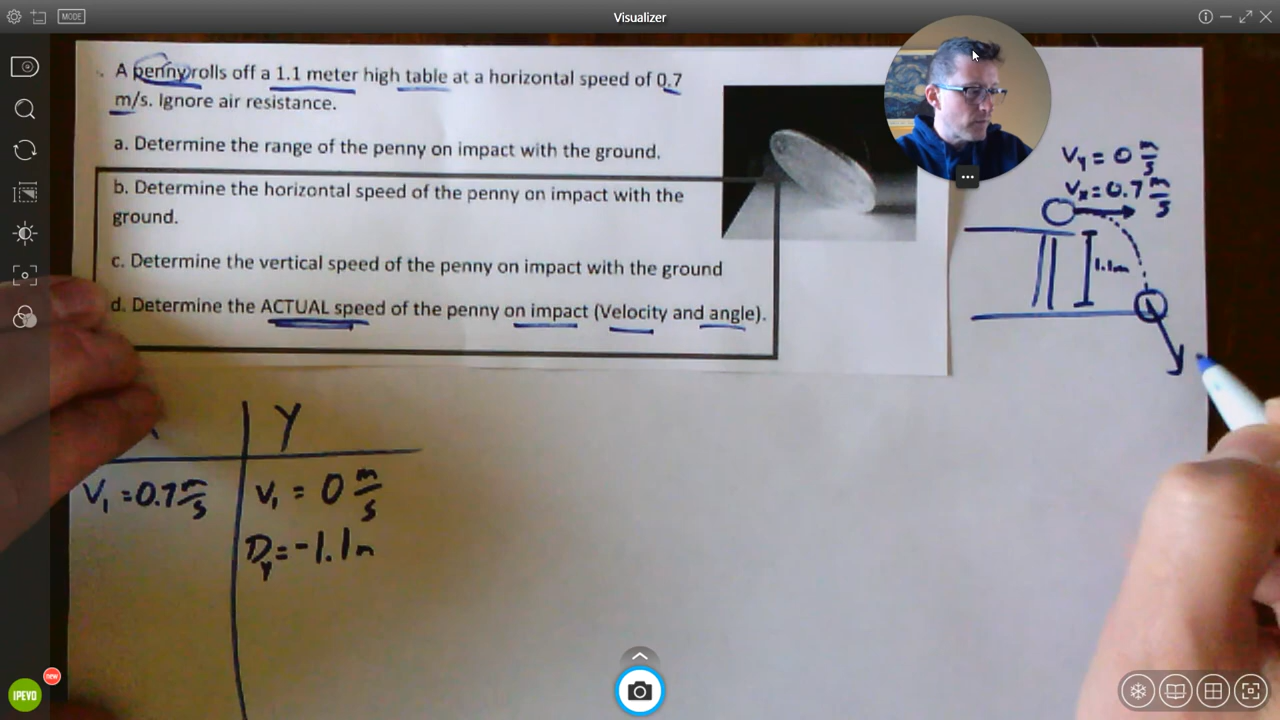 MODE
Visualizer
A penny rolls off a 1.1 meter high table at a horizontal speed of 0.7
m/s. Ignore air resistance.
a. Determine the range of the penny on impact with the ground.
b. Determine the horizontal speed of the penny on impact with the
ground.
c. Determine the vertical speed of the penny on impact with the ground
d. Determine the ACTUAL speed of the penny on impact (Velocity and angle).
Vy = 0 m/s
Vx = 0.7 m/s
1.1m
Y
V1 = 0.7 m/s
V1 = 0 m/s
Dy = -1.1m
new
IPEVO